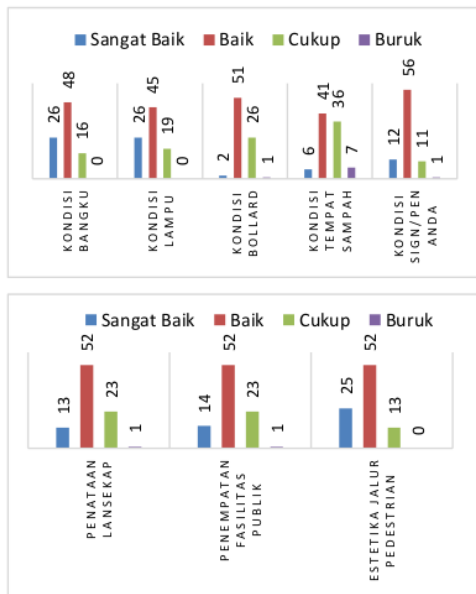 Sangat Baik Baik Cukup Buruk
26 48 16 0
26 45 19 0
2 51 26 1
6 41 36 7
12 56 11 1
KONDISI
BANGKU
KONDISI
LAMPU
KONDISI
BOLLARD
KONDISI
TEMPAT
SAMPAH
KONDISI
SIGN/PEN
ANDA
Sangat Baik Baik Cukup Buruk
13 52 23 1
14 52 23 1
25 52 13 0
PENATAAN
LANSEKAP
PENEMPATAN
FASILITAS
PUBLIK
ESTETIKA JALUR
PEDESTRIAN